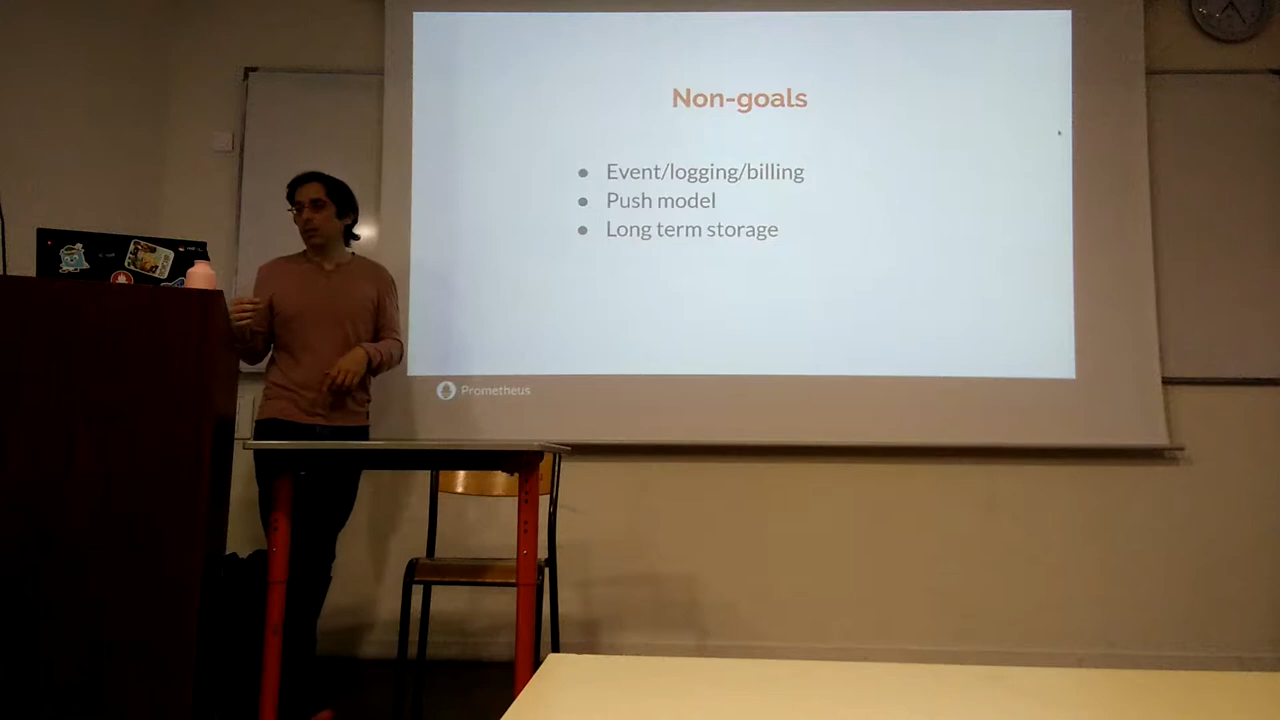 Non-goals
Event/logging/billing
Push model
Long term storage
Prometheus